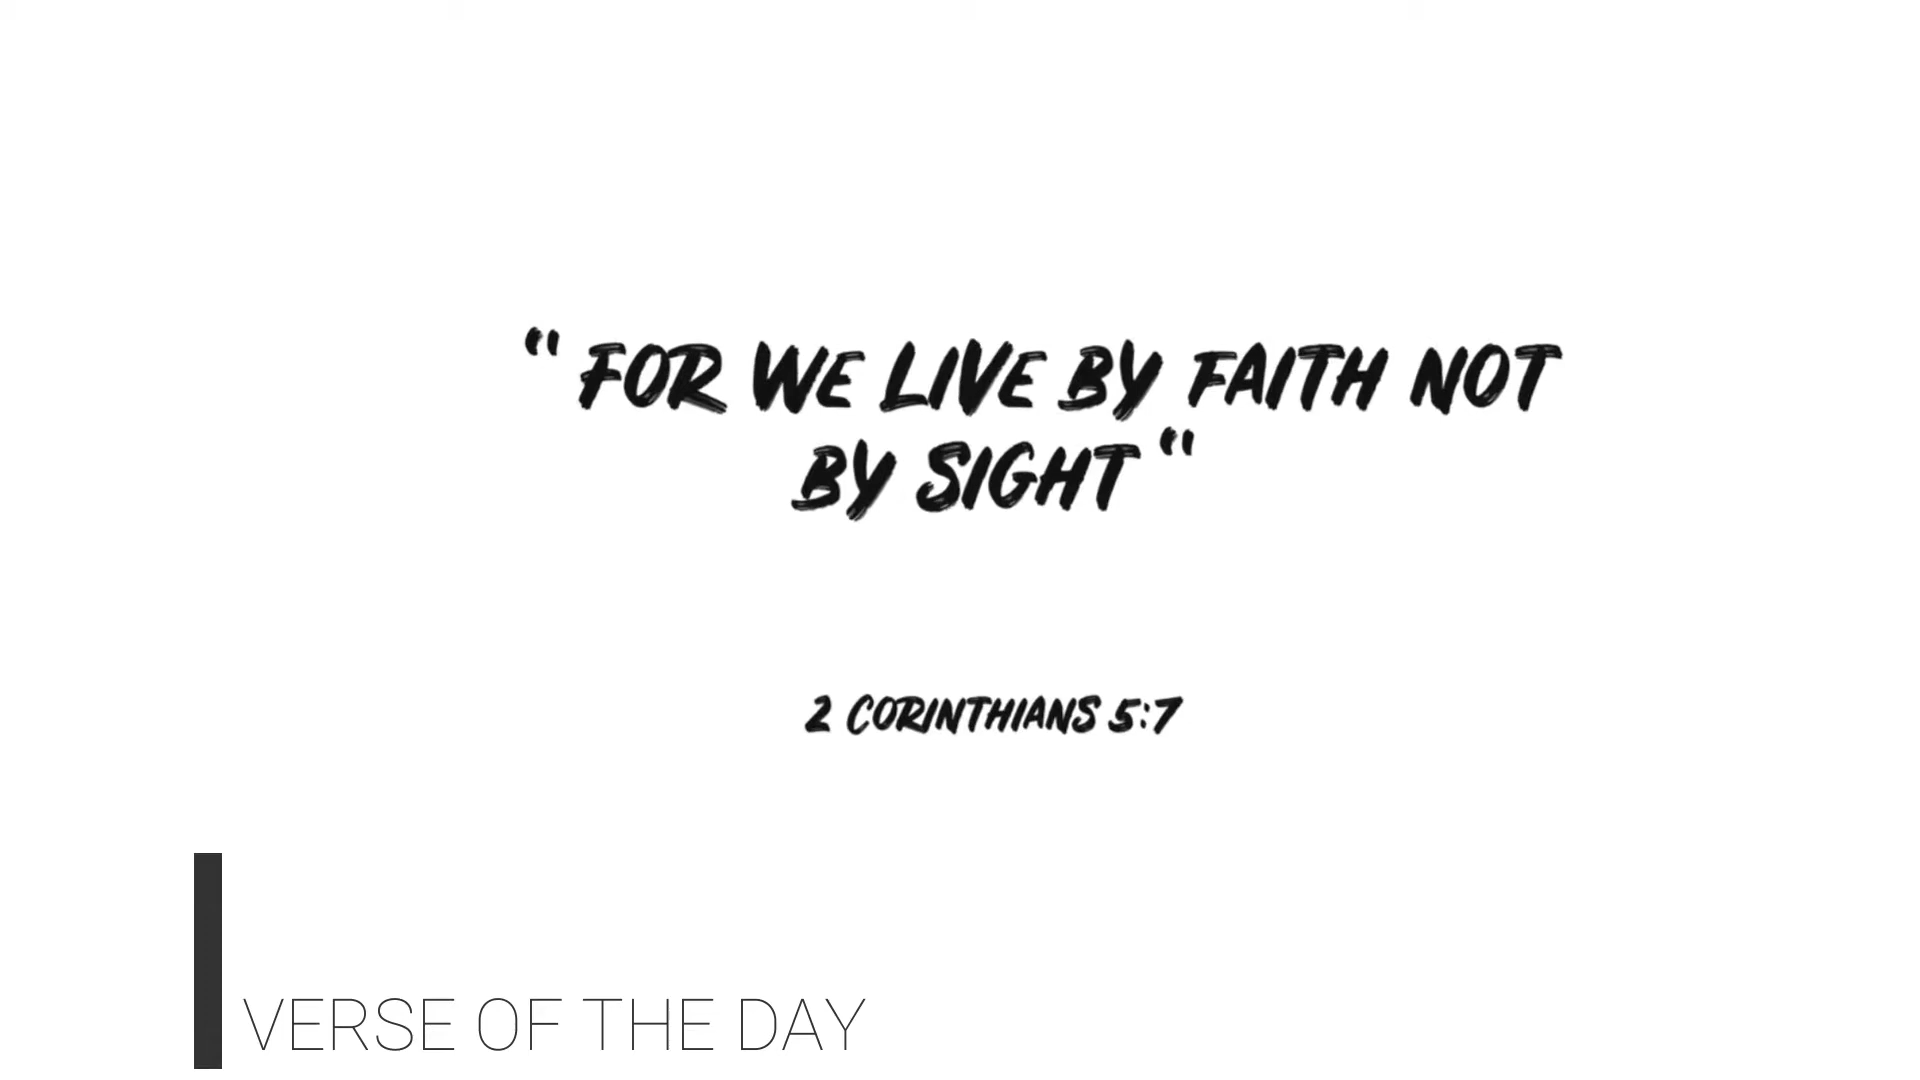 “ FOR WE LIVE BY FAITH NOT
BY SIGHT “
2 CORINTHIANS 5:7
VERSE OF THE DAY